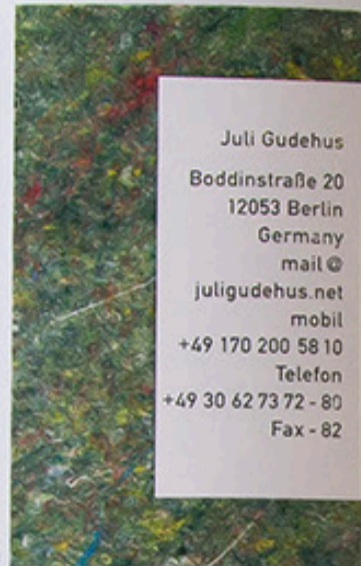 Juli Gudehus
Boddinstraße 20
12053 Berlin
Germany
mail@
juligudehus.net
mobil
+49 170 200 58 10
Telefon
+49 30 62 73 72 - 80
Fax - 82